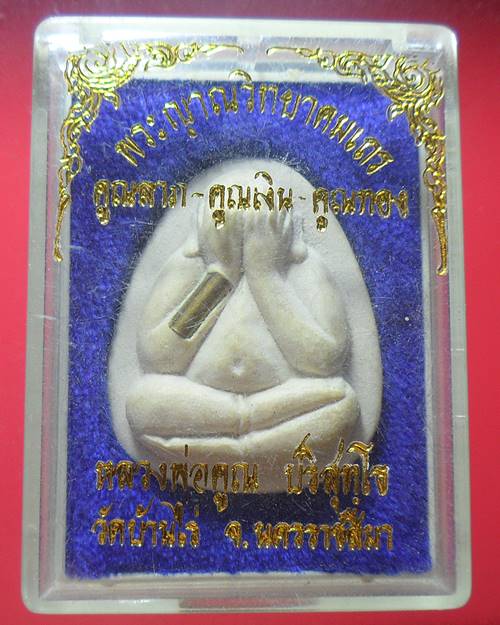 พระญาณวิทยาคมเถร
คูณลาภ - คูณเงิน - คูณทอง
หลวงพ่อคูณ ปริสุทฺโธ
วัดบ้านไร่ จ.นครราชสีมา